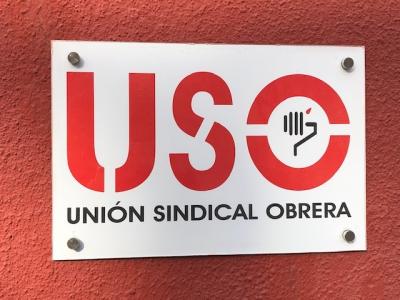 USO
UNIÓN SINDICAL OBRERA